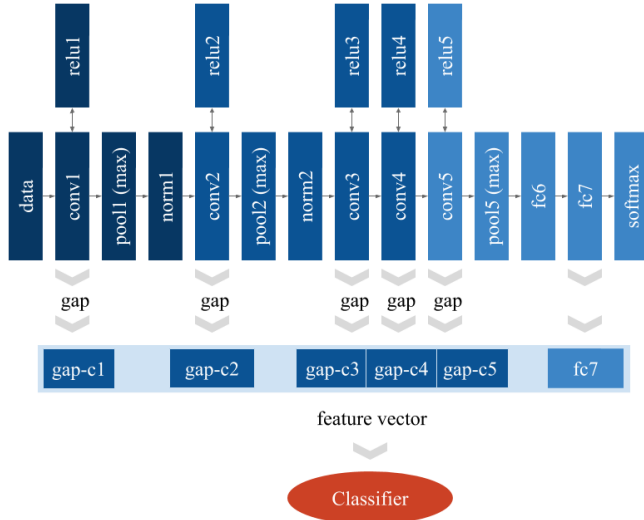 relu1
relu2
relu3
relu4
relu5
data
conv1
pool1 (max)
norm1
conv2
pool2 (max)
norm2
conv3
conv4
conv5
pool5 (max)
fc6
fc7
softmax
gap
gap
gap
gap
gap
gap-c1
gap-c2
gap-c3
gap-c4
gap-c5
fc7
feature vector
Classifier